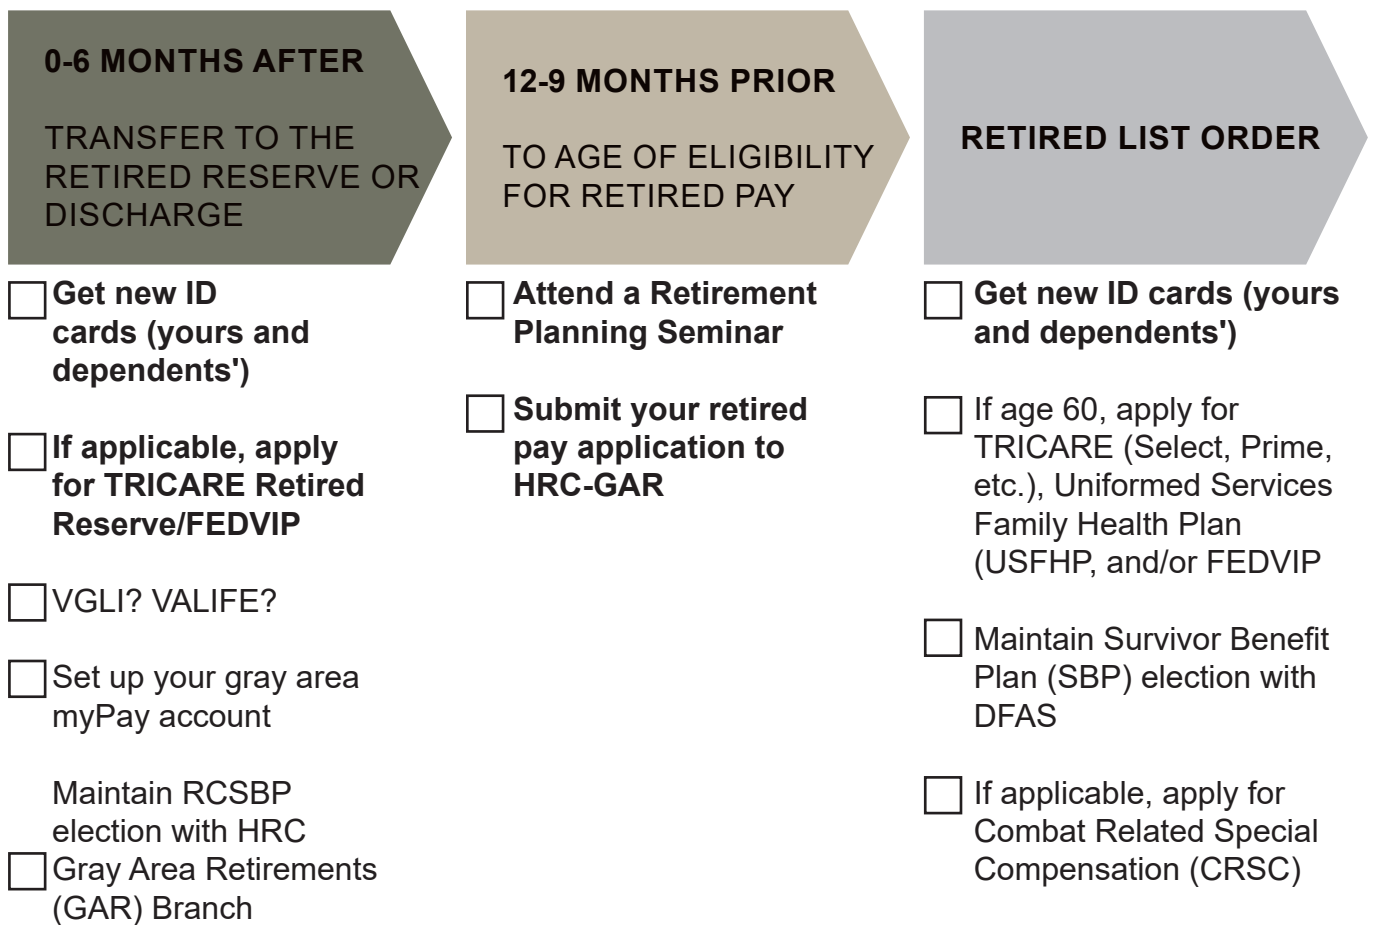 0-6 MONTHS AFTER
TRANSFER TO THE
RETIRED RESERVE OR
DISCHARGE
Get new ID
cards (yours and
dependents')
If applicable, apply
for TRICARE Retired
Reserve/FEDVIP
VGLI? VALIFE?
Set up your gray area
myPay account
Maintain RCSBP
election with HRC
Gray Area Retirements
(GAR) Branch
12-9 MONTHS PRIOR
TO AGE OF ELIGIBILITY
FOR RETIRED PAY
Attend a Retirement
Planning Seminar
Submit your retired
pay application to
HRC-GAR
RETIRED LIST ORDER
Get new ID cards (yours
and dependents')
If age 60, apply for
TRICARE (Select, Prime,
etc.), Uniformed Services
Family Health Plan
(USFHP, and/or FEDVIP
Maintain Survivor Benefit
Plan (SBP) election with
DFAS
If applicable, apply for
Combat Related Special
Compensation (CRSC)